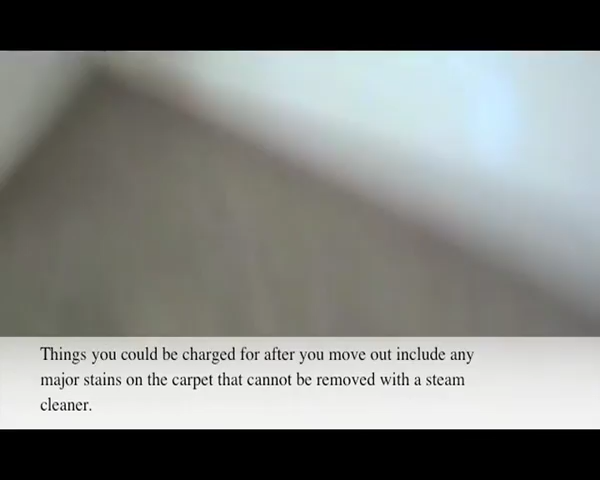 Things you could be charged for after you move out include any
major stains on the carpet that cannot be removed with a steam
cleaner.